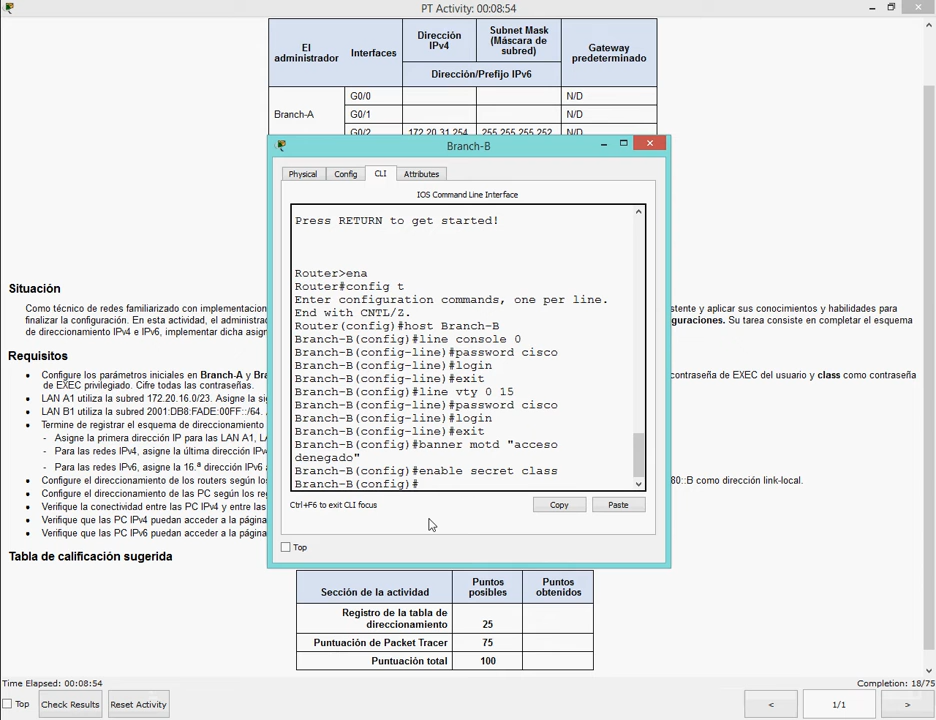 PT Activity: 00:08:54
El administrador
Interfaces
Dirección IPv4
Subnet Mask (Máscara de subred)
Gateway predeterminado
Dirección/Prefijo IPv6
Branch-A
G0/0
N/D
G0/1
N/D
G0/2
172.20.31.254
255.255.255.252
N/D
Branch-B
Physical
Config
CLI
Attributes
IOS Command Line Interface
Press RETURN to get started!
Router>ena
Router#config t
Enter configuration commands, one per line.
End with CNTL/Z.
Router(config)#host Branch-B
Branch-B(config)#line console 0
Branch-B(config-line)#password cisco
Branch-B(config-line)#login
Branch-B(config-line)#exit
Branch-B(config)#line vty 0 15
Branch-B(config-line)#password cisco
Branch-B(config-line)#login
Branch-B(config-line)#exit
Branch-B(config)#banner motd "acceso
denegado"
Branch-B(config)#enable secret class
Branch-B(config)#
Ctrl+F6 to exit CLI focus
Copy
Paste
Top
Situación
Como técnico de redes familiarizado con implementacion
stente y aplicar sus conocimientos y habilidades para
finalizar la configuración. En esta actividad, el administrad
figuraciones. Su tarea consiste en completar el esquema
de direccionamiento IPv4 e IPv6, implementar dicha asign
Requisitos
Configure los parámetros iniciales en Branch-A y Bra
contraseña de EXEC del usuario y class como contraseña
de EXEC privilegiado. Cifre todas las contraseñas.
LAN A1 utiliza la subred 172.20.16.0/23. Asigne el dire
LAN B1 utiliza la subred 2001:DB8:FADE:00FF::/64. A
Termine de registrar el esquema de direccionamiento
- Asigne la primera dirección IP para las LAN A1, LA
- Para las redes IPv4, asigne la última dirección IPv4
- Para las redes IPv6, asigne la 16.ª dirección IPv6 a
Configure el direccionamiento de los routers según los
80::B como dirección link-local.
Configure el direccionamiento de las PC según los reg
Verifique la conectividad entre las PC IPv4 y entre las
Verifique que las PC IPv4 puedan acceder a la página
Verifique que las PC IPv6 puedan acceder a la página
Tabla de calificación sugerida
Sección de la actividad
Puntos posibles
Puntos obtenidos
Registro de la tabla de direccionamiento
25
Puntuación de Packet Tracer
75
Puntuación total
100
Time Elapsed: 00:08:54
Completion: 18/75
Top
Check Results
Reset Activity
<
1/1
>